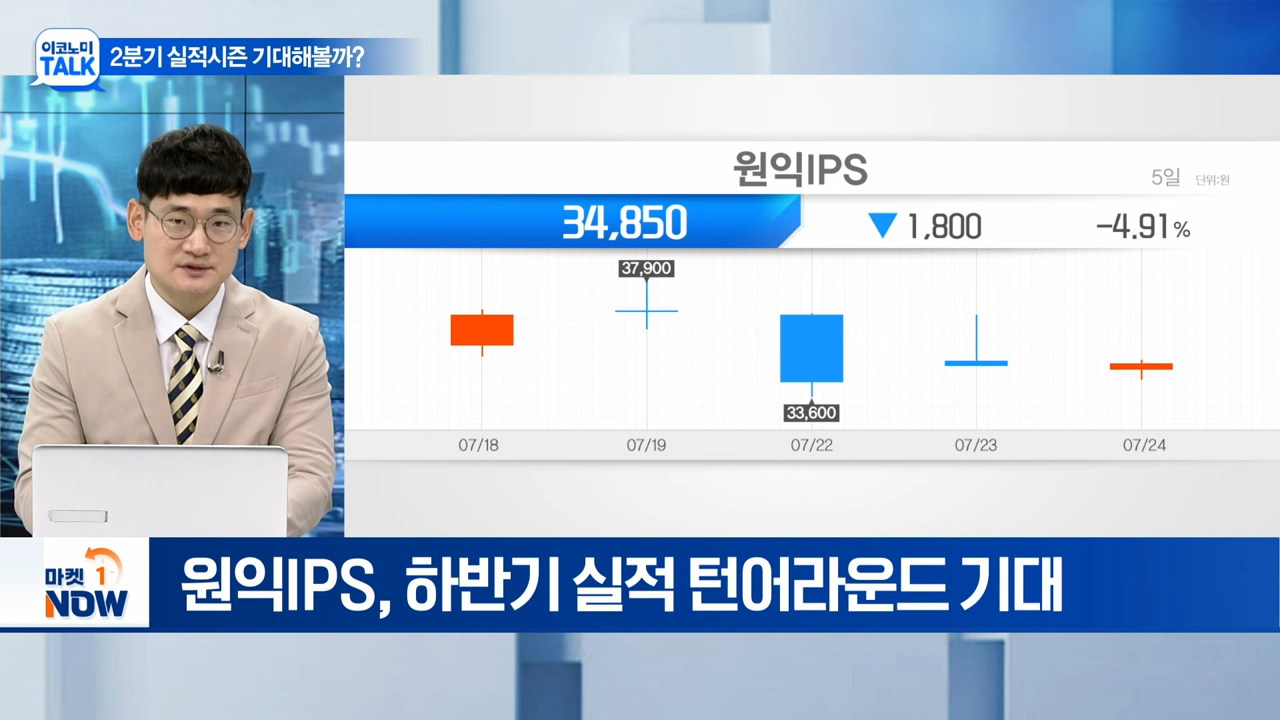 이코노미
TALK
2분기 실적시즌 기대해볼까?
원익IPS
5일 단위:원
34,850 ▼ 1,800 -4.91%
37,900
33,600
07/18 07/19 07/22 07/23 07/24
마켓 1
NOW
원익IPS, 하반기 실적 턴어라운드 기대